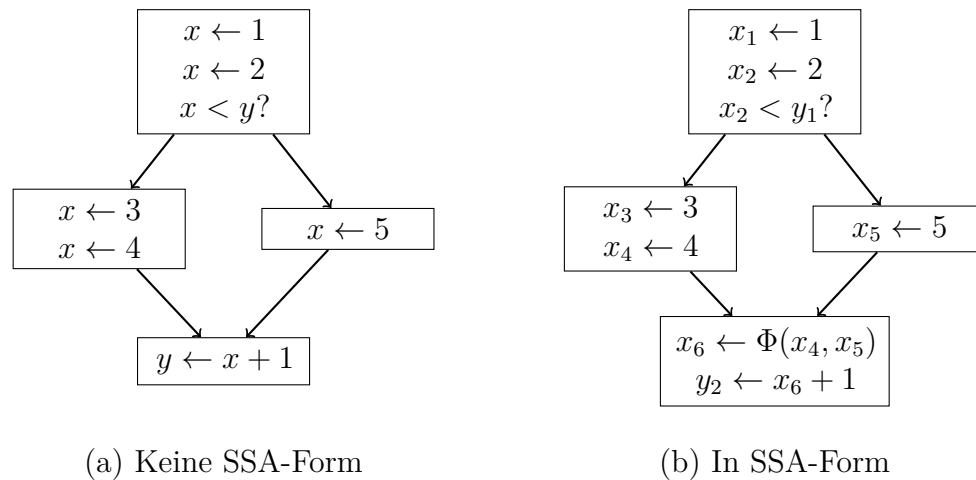 x ← 1
x ← 2
x < y?
x ← 3
x ← 4
x ← 5
y ← x + 1
(a) Keine SSA-Form
x₁ ← 1
x₂ ← 2
x₂ < y₁?
x₃ ← 3
x₄ ← 4
x₅ ← 5
x₆ ← Φ(x₄, x₅)
y₂ ← x₆ + 1
(b) In SSA-Form